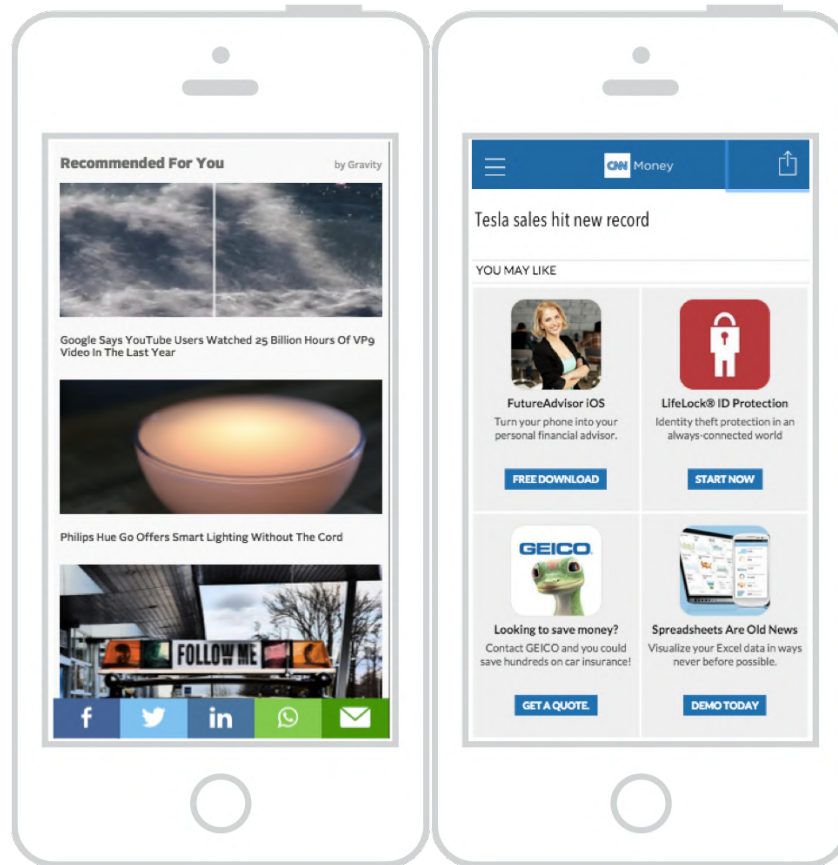 Recommended For You
by Gravity
Google Says YouTube Users Watched 25 Billion Hours Of VP9
Video In The Last Year
Philips Hue Go Offers Smart Lighting Without The Cord
FOLLOW ME
f
in
CNN Money
Tesla sales hit new record
YOU MAY LIKE
FutureAdvisor iOS
Turn your phone into your
personal financial advisor.
FREE DOWNLOAD
LifeLock® ID Protection
Identity theft protection in an
always-connected world
START NOW
GEICO
Looking to save money?
Contact GEICO and you could
save hundreds on car insurance!
GET A QUOTE.
Spreadsheets Are Old News
Visualize your Excel data in ways
never before possible.
DEMO TODAY